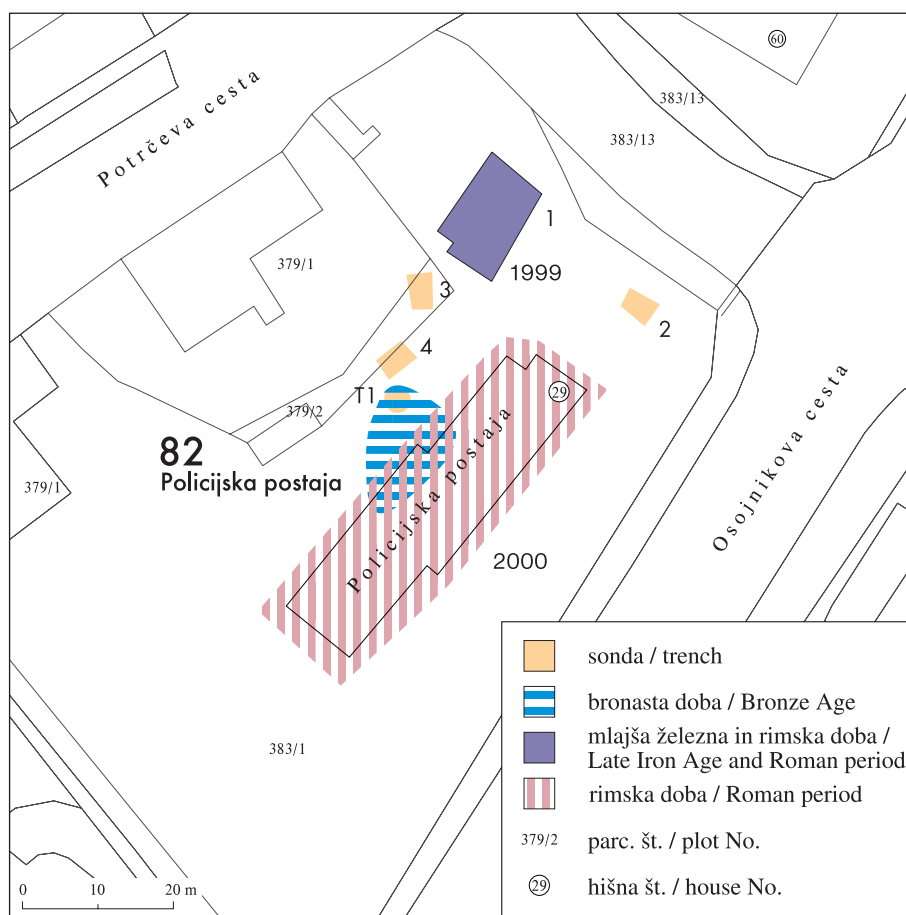 60
383/13
Potrčeva cesta
383/13
1
379/1
1999
3
2
4
T1
29
379/2
82
Policijska postaja
379/1
Policijska postaja
Osojnikova cesta
2000
383/1
sonda / trench
bronasta doba / Bronze Age
mlajša železna in rimska doba /
Late Iron Age and Roman period
rimska doba / Roman period
379/2 parc. št. / plot No.
29 hišna št. / house No.
0 10 20 m